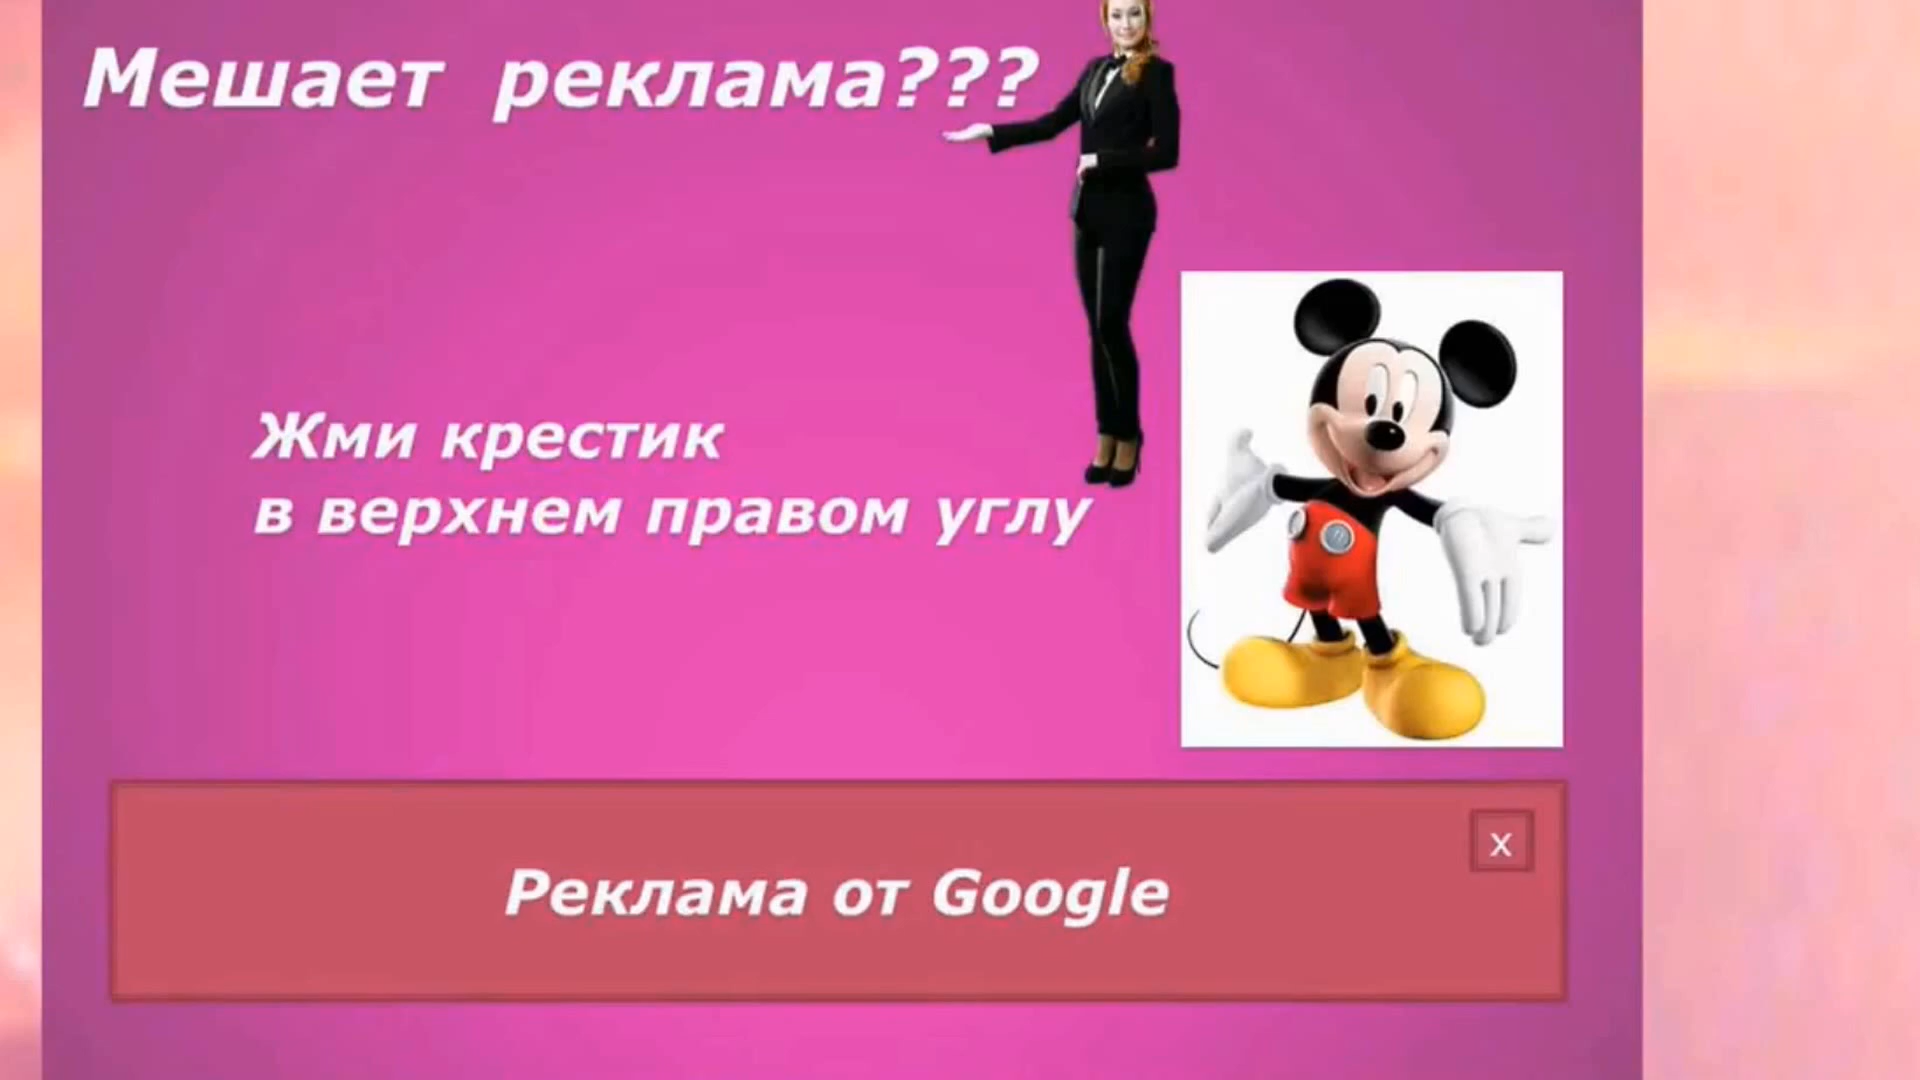 Мешает реклама???
Жми крестик
в верхнем правом углу
x
Реклама от Google